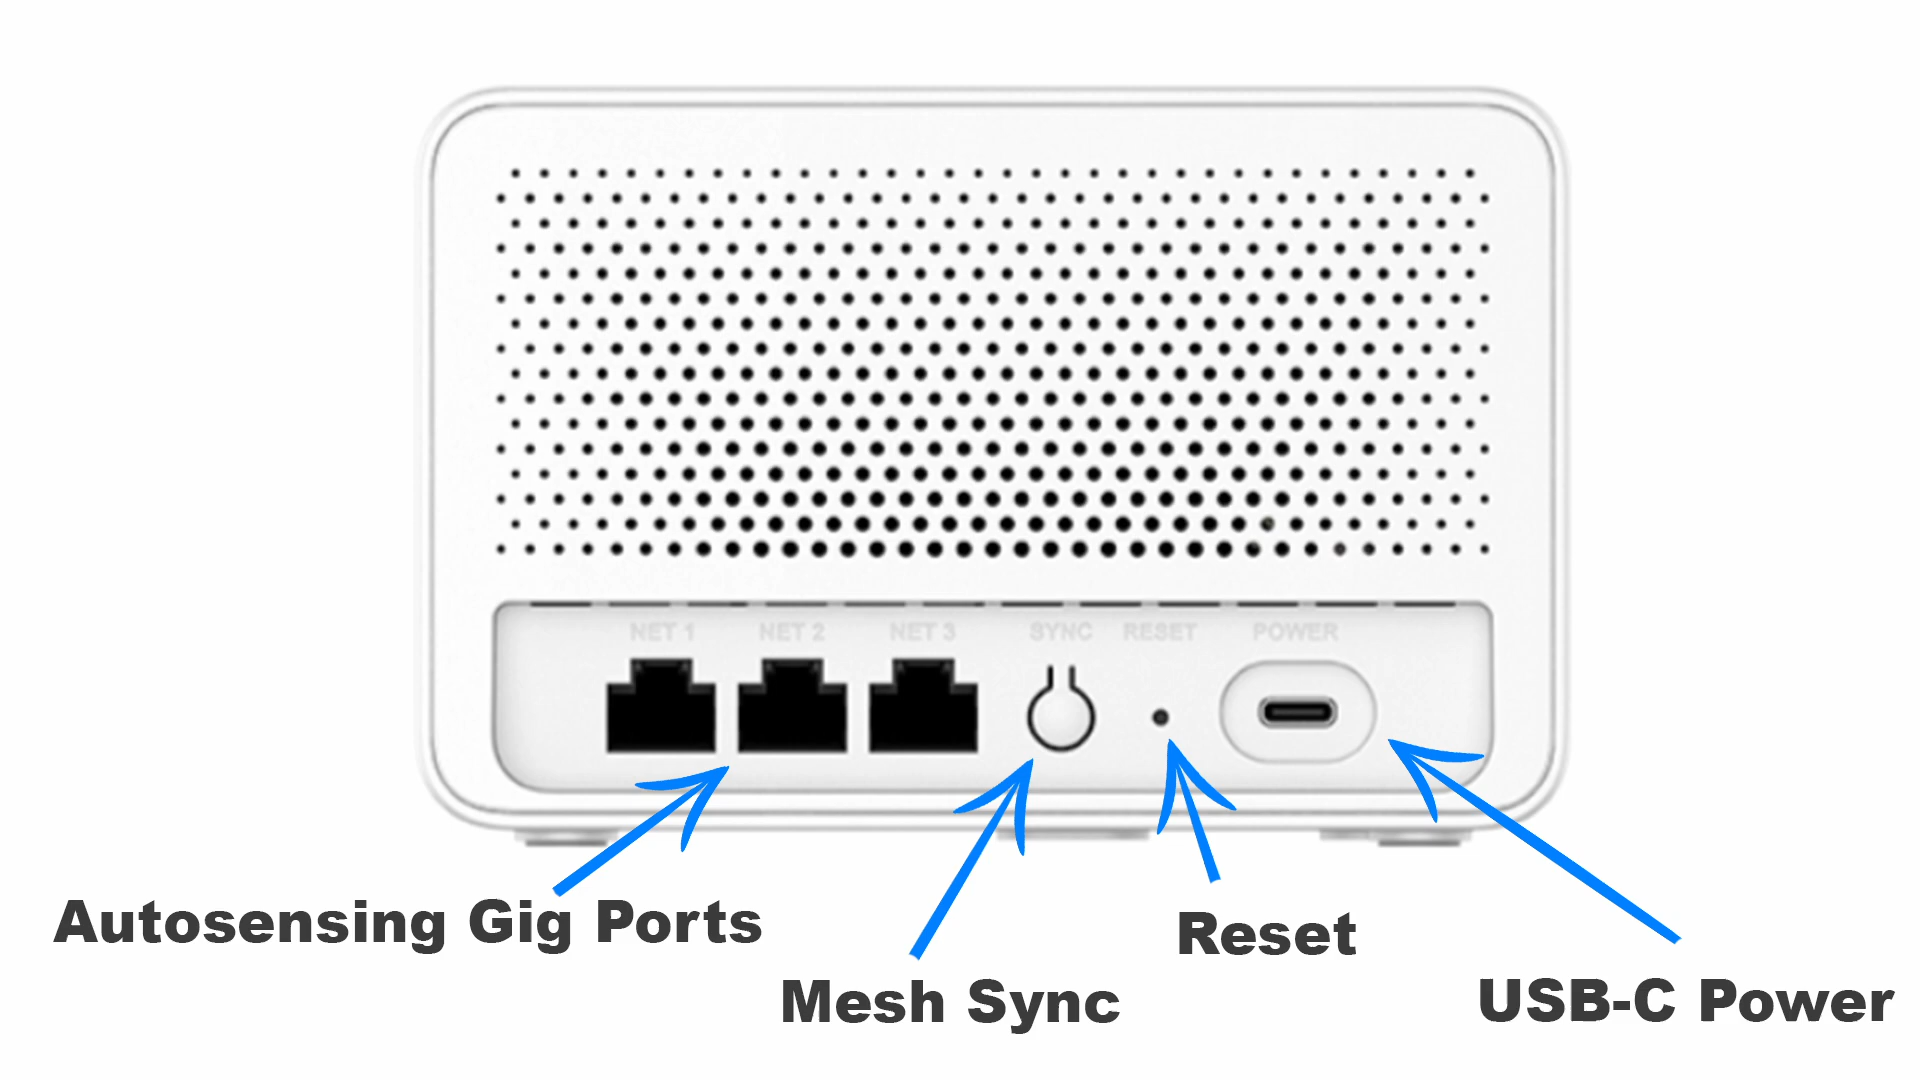 NET 1 NET 2 NET 3 SYNC RESET POWER
Autosensing Gig Ports
Reset
Mesh Sync
USB-C Power